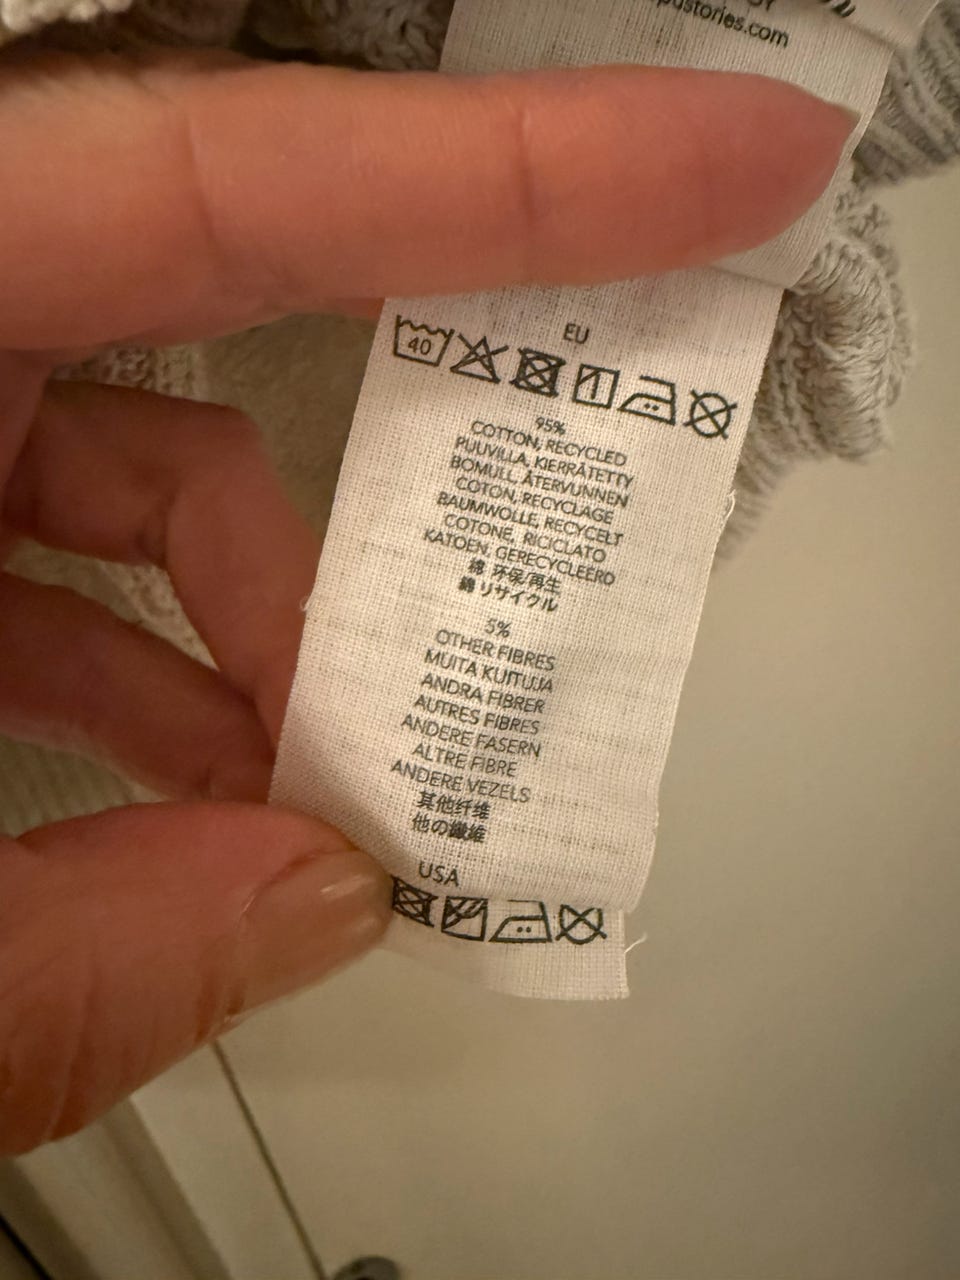 pustories.com
EU
40
95%
COTTON, RECYCLED
PUUVILLA, KIERRÄTETTY
BOMULL, ÅTERVUNNEN
COTON, RECYCLAGE
BAUMWOLLE, RECYCELT
COTONE, RICICLATO
KATOEN, GERECYCLEERD
棉 环保/再生
綿 リサイクル
5%
OTHER FIBRES
MUITA KUITUJA
ANDRA FIBRER
AUTRES FIBRES
ANDERE FASERN
ALTRE FIBRE
ANDERE VEZELS
其他纤维
他の繊維
USA